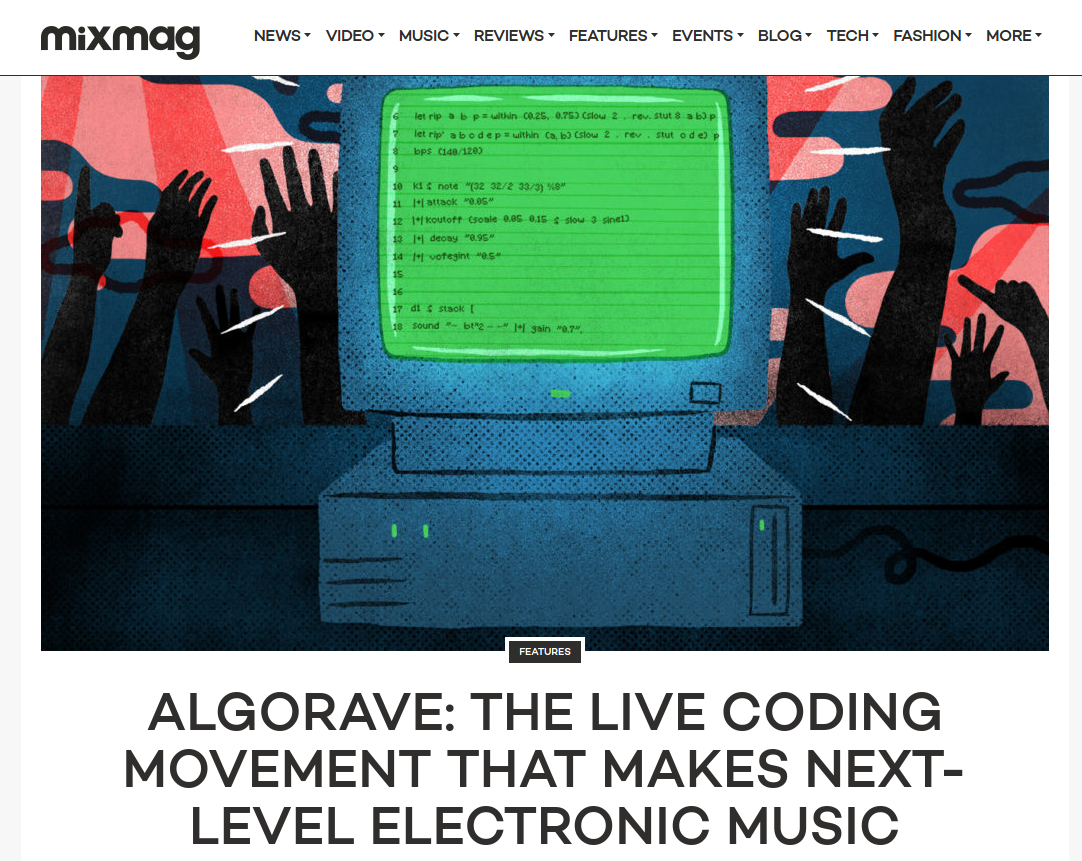 mixmag
NEWS VIDEO MUSIC REVIEWS FEATURES EVENTS BLOG TECH FASHION MORE
6 let rip a b p = within (0.25, 0.75) (slow 2 . rev. stut 8 a b) p
7 let rip' a b c d e p = within (a, b) (slow 2 . rev . stut c d e) p
8 bps (140/120)
9
10 k1 $ note "(32 32/2 33/3) %8"
11 |+| attack "0.05"
12 |+| koutoff (scale 0.05 0.15 $ slow 3 sine1)
13 |+| decay "0.95"
14 |+| vofegint "0.5"
15
16
17 d1 $ stack [
18 sound "~ bt*2 ~ ~" |+| gain "0.7",
FEATURES
ALGORAVE: THE LIVE CODING
MOVEMENT THAT MAKES NEXT-
LEVEL ELECTRONIC MUSIC